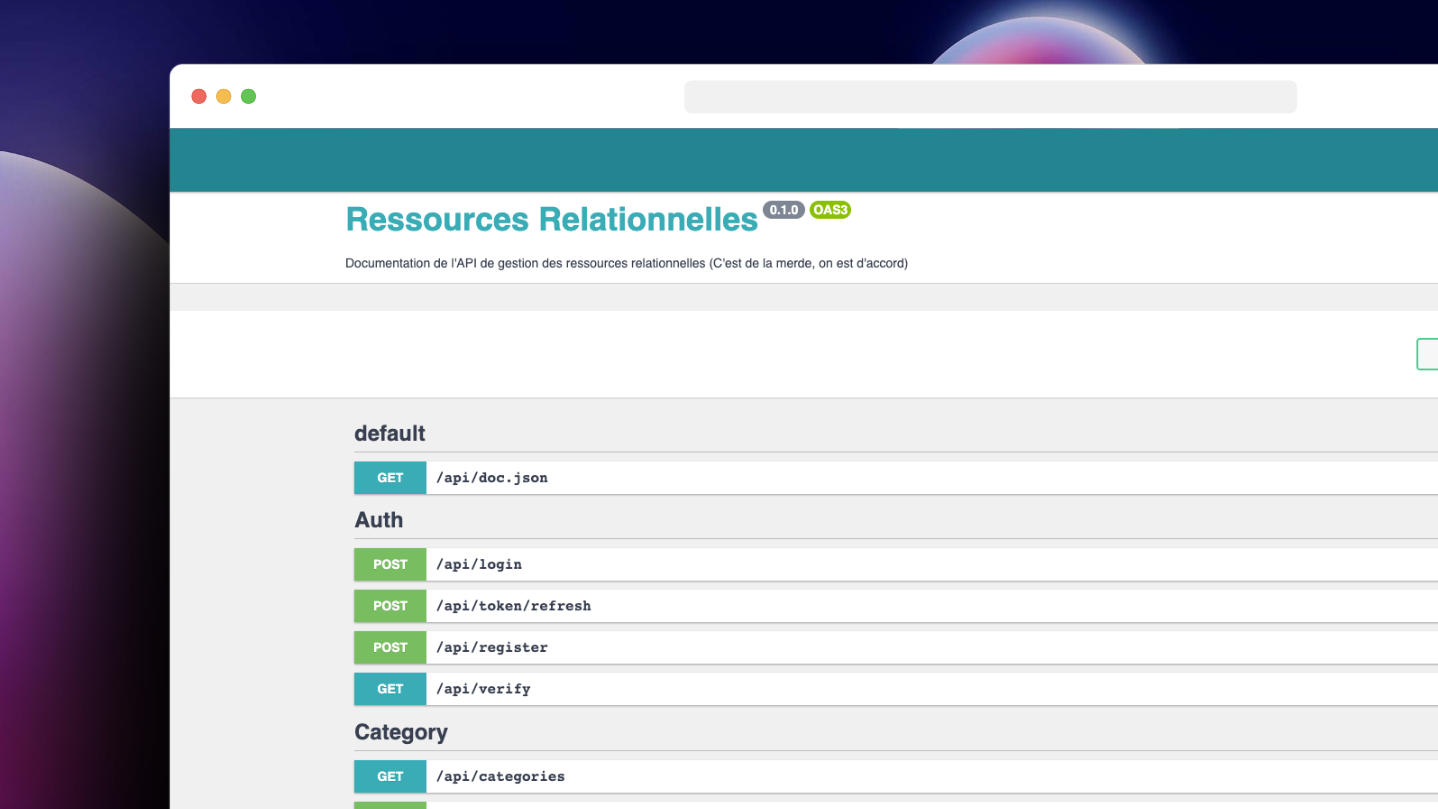 Ressources Relationnelles 0.1.0 OAS3
Documentation de l'API de gestion des ressources relationnelles (C'est de la merde, on est d'accord)
default
GET /api/doc.json
Auth
POST /api/login
POST /api/token/refresh
POST /api/register
GET /api/verify
Category
GET /api/categories